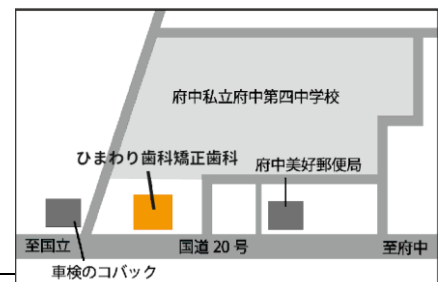 府中私立府中第四中学校
ひまわり歯科矯正歯科
府中美好郵便局
至国立
国道20号
至府中
車検のコバック